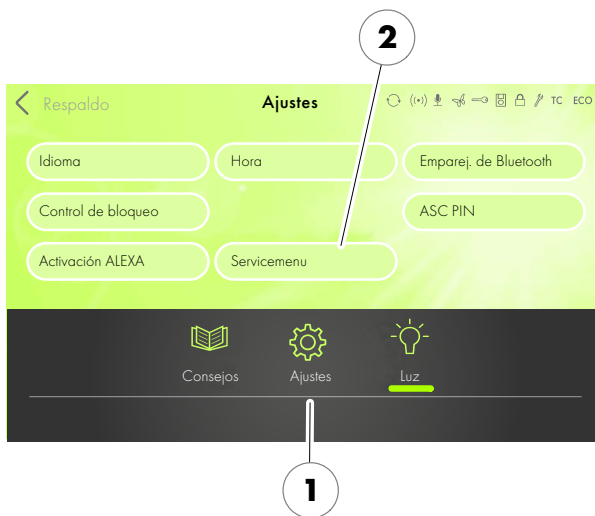 2
Respaldo
Ajustes
TC ECO
Idioma
Hora
Emparej. de Bluetooth
Control de bloqueo
ASC PIN
Activación ALEXA
Servicemenu
Consejos
Ajustes
Luz
1